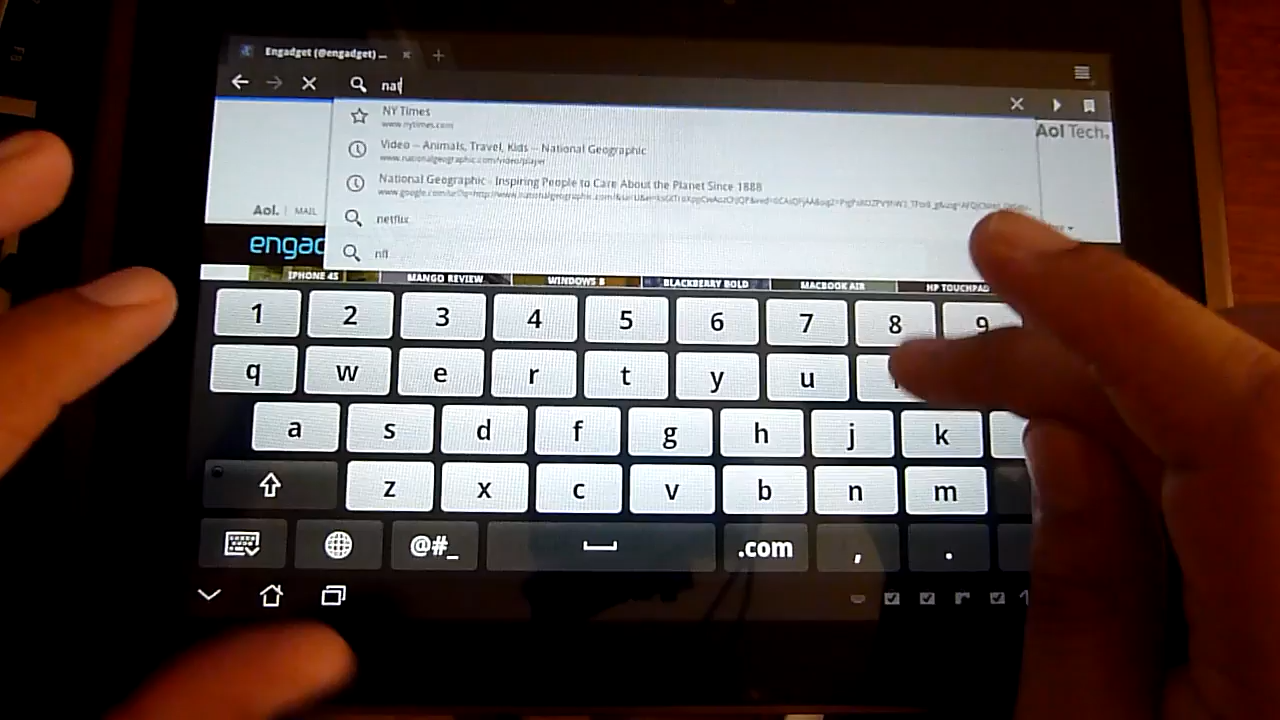 Engadget (@engadget) ...
nat
NY Times
www.nytimes.com
Aol Tech.
Video -- Animals, Travel, Kids -- National Geographic
www.nationalgeographic.com/video/player
National Geographic - Inspiring People to Care About the Planet Since 1888
netflix
Aol. | MAIL
nfl
engad
IPHONE 4S MANGO REVIEW WINDOWS 8 BLACKBERRY BOLD MACBOOK AIR HP TOUCHPAD
1 2 3 4 5 6 7 8 9
q w e r t y u
a s d f g h j k
z x c v b n m
@#_ .com , .